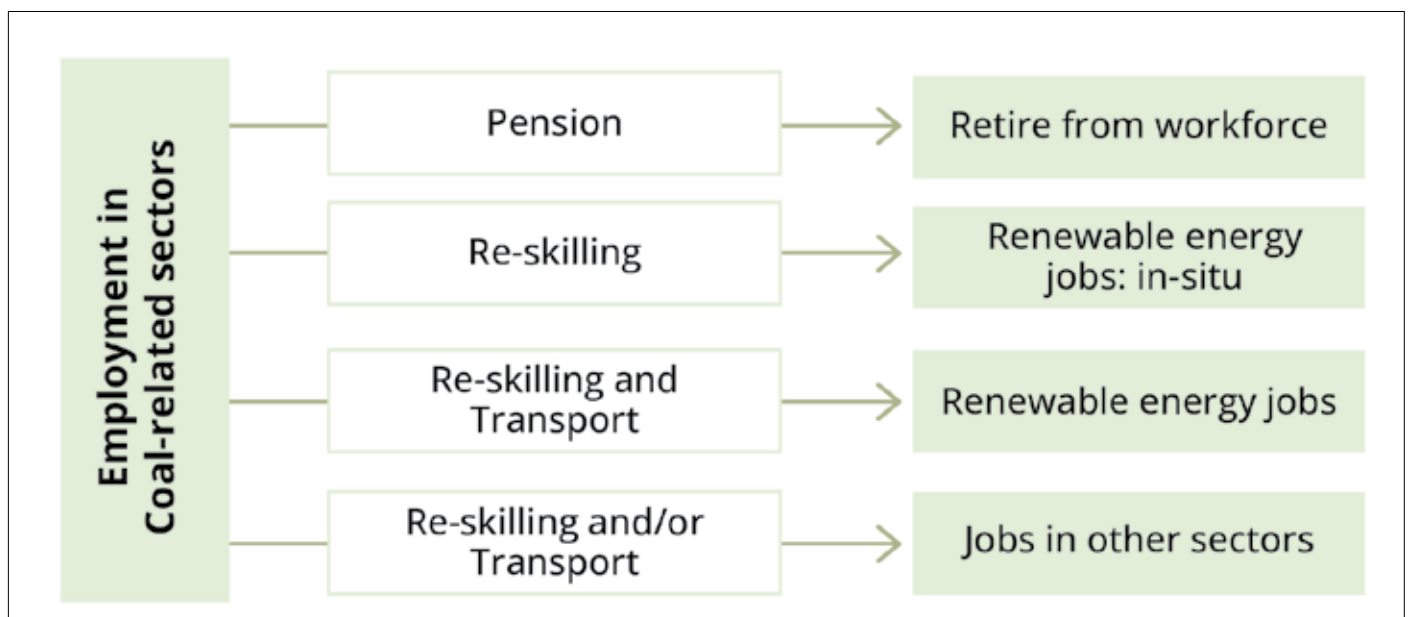 Employment in
Coal-related sectors
Pension
Retire from workforce
Re-skilling
Renewable energy
jobs: in-situ
Re-skilling and
Transport
Renewable energy jobs
Re-skilling and/or
Transport
Jobs in other sectors